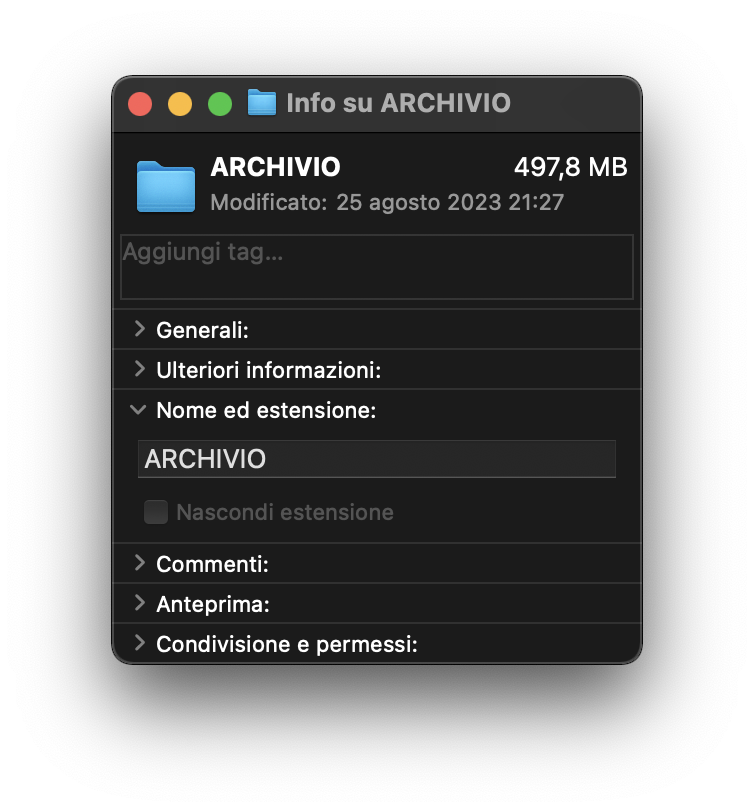 Info su ARCHIVIO
ARCHIVIO 497,8 MB
Modificato: 25 agosto 2023 21:27
Aggiungi tag...
Generali:
Ulteriori informazioni:
Nome ed estensione:
ARCHIVIO
Nascondi estensione
Commenti:
Anteprima:
Condivisione e permessi: